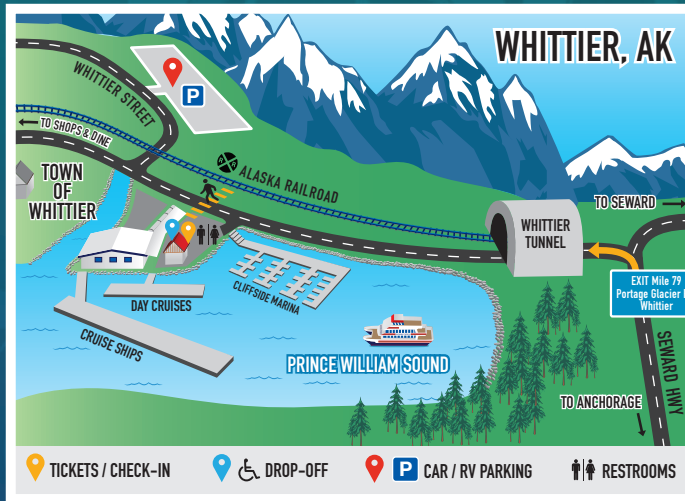 WHITTIER, AK
WHITTIER STREET
P
TO SHOPS & DINE
ALASKA RAILROAD
TOWN
OF
WHITTIER
TO SEWARD
WHITTIER
TUNNEL
EXIT Mile 79
Portage Glacier
Whittier
CLIFFSIDE MARINA
DAY CRUISES
CRUISE SHIPS
PRINCE WILLIAM SOUND
SEWARD HWY
TO ANCHORAGE
TICKETS / CHECK-IN
DROP-OFF
P CAR / RV PARKING
RESTROOMS